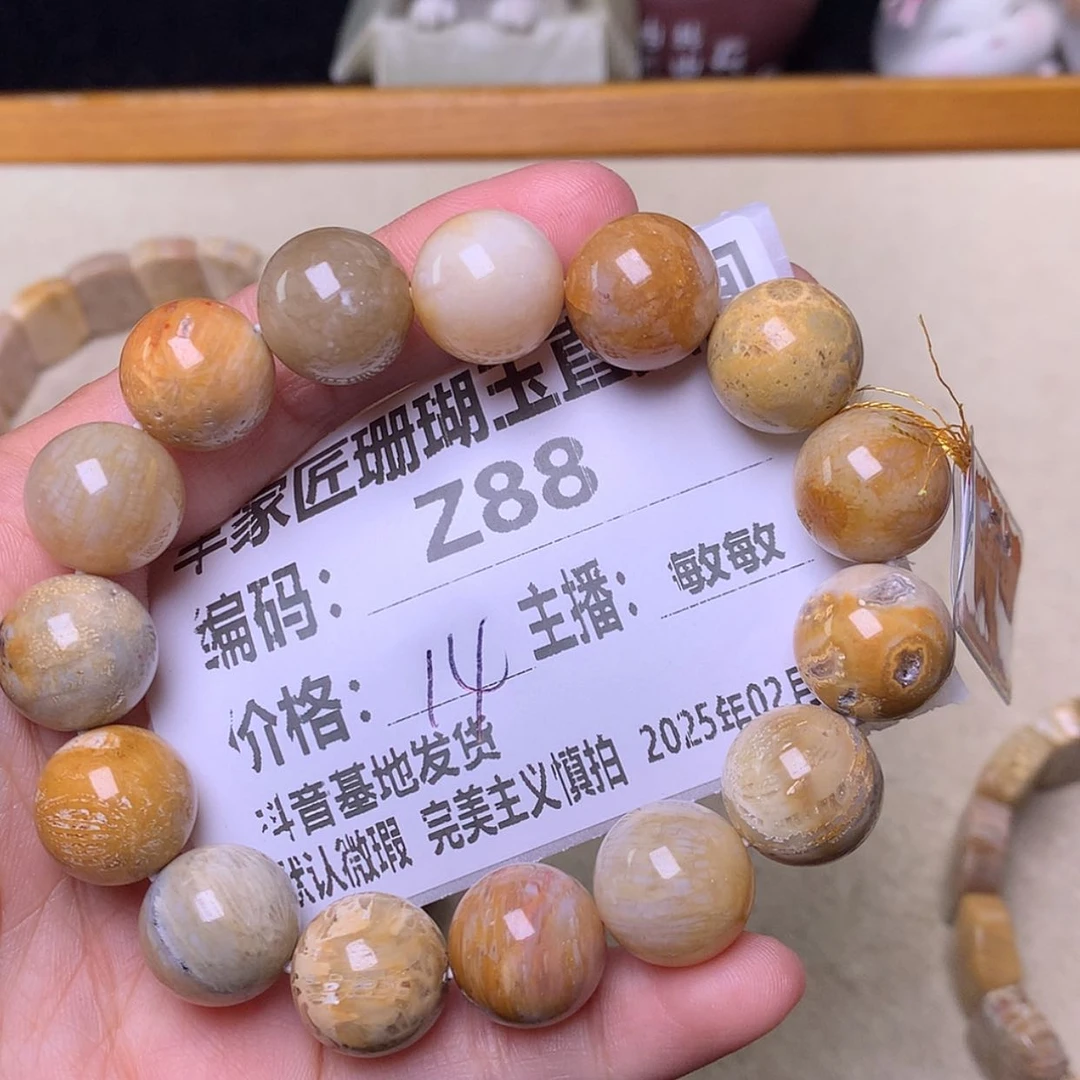 家匠珊瑚玉直
编码： Z88
价格： 14 主播： 敏敏
抖音基地发货 2025年02月
默认微瑕 完美主义慎拍